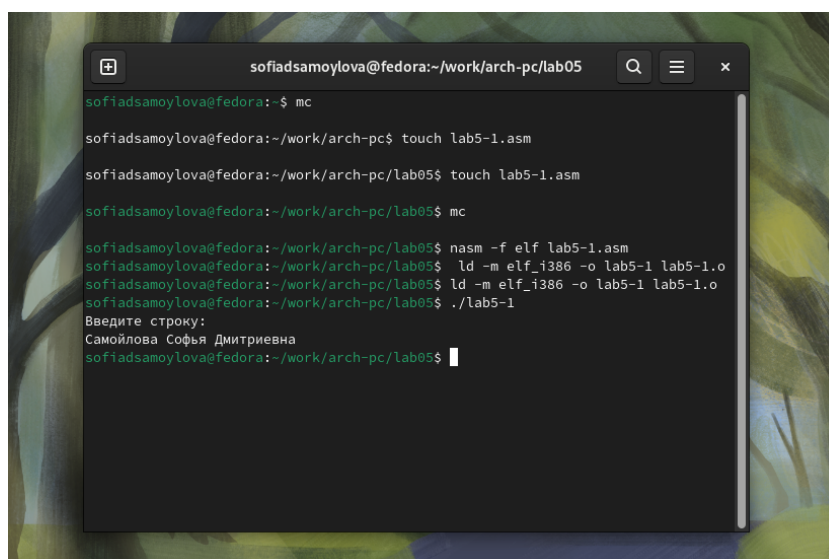 sofiadsamoylova@fedora:~/work/arch-pc/lab05
sofiadsamoylova@fedora:~$ mc
sofiadsamoylova@fedora:~/work/arch-pc$ touch lab5-1.asm
sofiadsamoylova@fedora:~/work/arch-pc/lab05$ touch lab5-1.asm
sofiadsamoylova@fedora:~/work/arch-pc/lab05$ mc
sofiadsamoylova@fedora:~/work/arch-pc/lab05$ nasm -f elf lab5-1.asm
sofiadsamoylova@fedora:~/work/arch-pc/lab05$  ld -m elf_i386 -o lab5-1 lab5-1.o
sofiadsamoylova@fedora:~/work/arch-pc/lab05$ ld -m elf_i386 -o lab5-1 lab5-1.o
sofiadsamoylova@fedora:~/work/arch-pc/lab05$ ./lab5-1
Введите строку:
Самойлова Софья Дмитриевна
sofiadsamoylova@fedora:~/work/arch-pc/lab05$